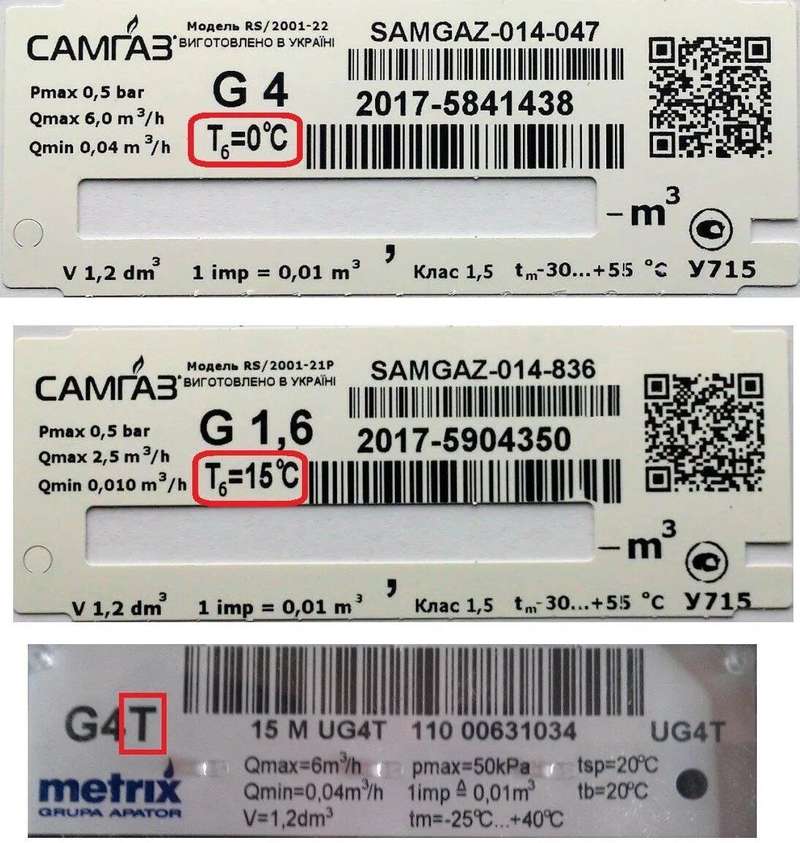 САМГАЗ
Модель RS/2001-22
ВИГОТОВЛЕНО В УКРАЇНІ
SAMGAZ-014-047
Pmax 0,5 bar
Qmax 6,0 m³/h
Qmin 0,04 m³/h
G 4
T₆=0°C
2017-5841438
-m³
,
V 1,2 dm³ 1 imp = 0,01 m³ Клас 1,5 tₘ-30...+55 °C У715
САМГАЗ
Модель RS/2001-21P
ВИГОТОВЛЕНО В УКРАЇНІ
SAMGAZ-014-836
Pmax 0,5 bar
Qmax 2,5 m³/h
Qmin 0,010 m³/h
G 1,6
T₆=15°C
2017-5904350
-m³
,
V 1,2 dm³ 1 imp = 0,01 m³ Клас 1,5 tₘ-30...+55 °C У715
G4T
15 M UG4T 110 00631034 UG4T
metrix
GRUPA APATOR
Qmax=6m³/h pmax=50kPa tsp=20°C
Qmin=0,04m³/h 1imp ≙ 0,01m³ tb=20°C
V=1,2dm³ tm=-25°C...+40°C